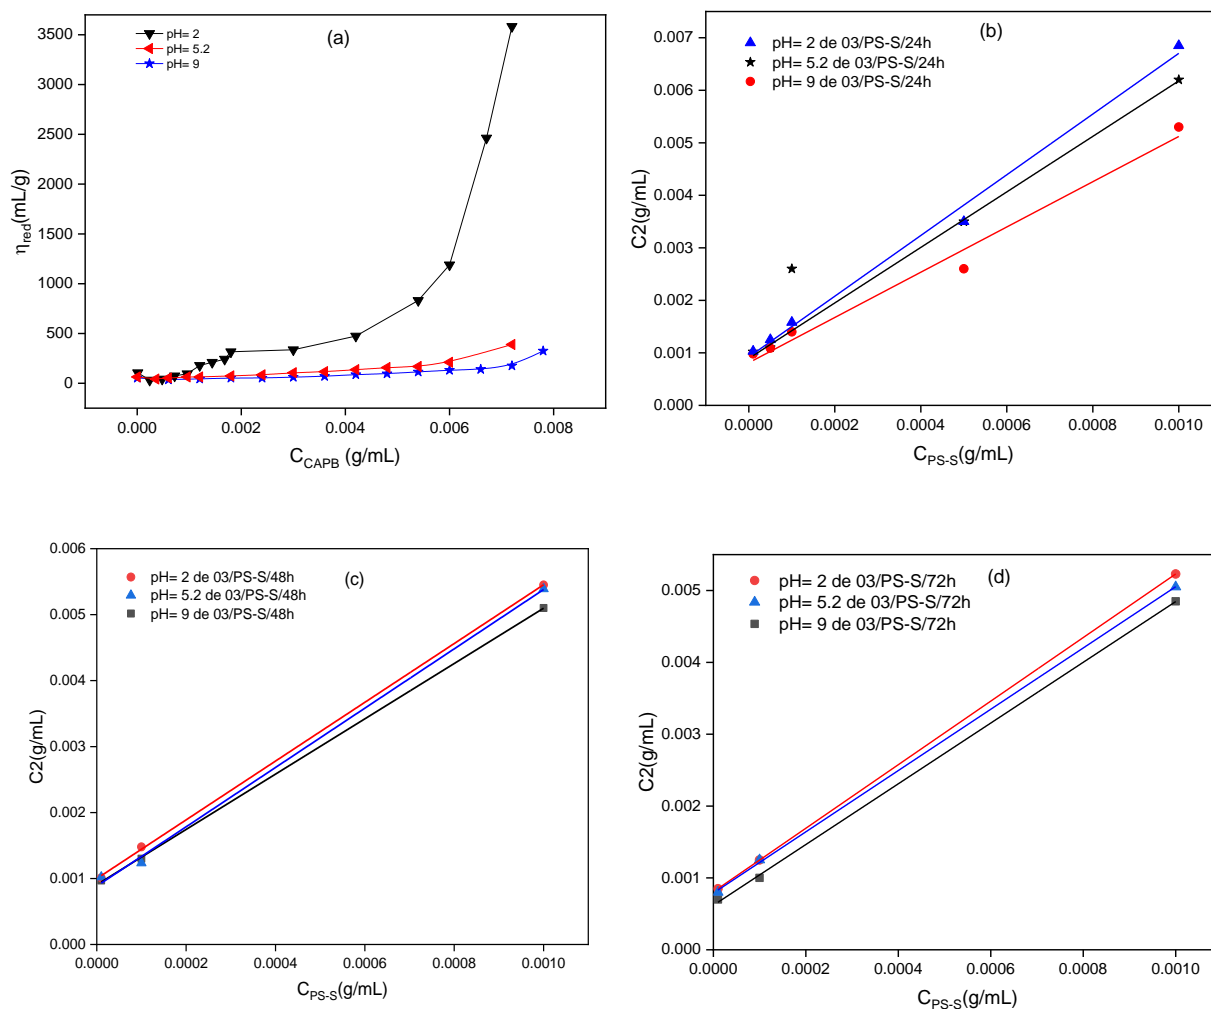 (a)
pH= 2
pH= 5.2
pH= 9
3500
3000
2500
2000
1500
1000
500
0
ηred(mL/g)
0.000 0.002 0.004 0.006 0.008
CCAPB (g/mL)
(b)
pH= 2 de 03/PS-S/24h
pH= 5.2 de 03/PS-S/24h
pH= 9 de 03/PS-S/24h
0.007
0.006
0.005
0.004
0.003
0.002
0.001
0.000
C2(g/mL)
0.0000 0.0002 0.0004 0.0006 0.0008 0.0010
CPS-S(g/mL)
(c)
pH= 2 de 03/PS-S/48h
pH= 5.2 de 03/PS-S/48h
pH= 9 de 03/PS-S/48h
0.006
0.005
0.004
0.003
0.002
0.001
0.000
C2(g/mL)
0.0000 0.0002 0.0004 0.0006 0.0008 0.0010
CPS-S(g/mL)
(d)
pH= 2 de 03/PS-S/72h
pH= 5.2 de 03/PS-S/72h
pH= 9 de 03/PS-S/72h
0.005
0.004
0.003
0.002
0.001
0.000
C2(g/mL)
0.0000 0.0002 0.0004 0.0006 0.0008 0.0010
CPS-S(g/mL)